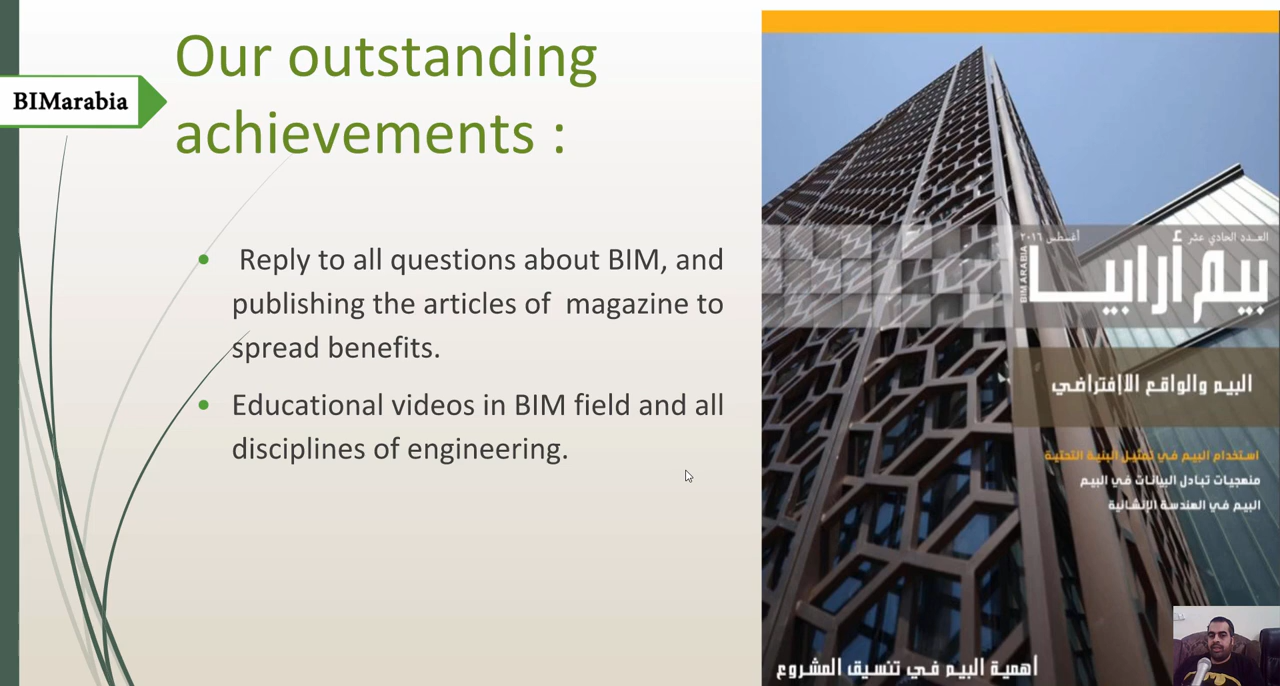 Our outstanding
achievements :
BIMarabia
Reply to all questions about BIM, and
publishing the articles of magazine to
spread benefits.
Educational videos in BIM field and all
disciplines of engineering.
العدد الحادي عشر
أغسطس ٢٠١٦
بيم أرابيا
BIM ARABIA
البيم والواقع الاإفتراضي
استخدام البيم في تمثيل البنية التحتية
منهجيات تبادل البيانات في البيم
البيم في الهندسة الإنشائية
اهمية البيم في تنسيق المشروع